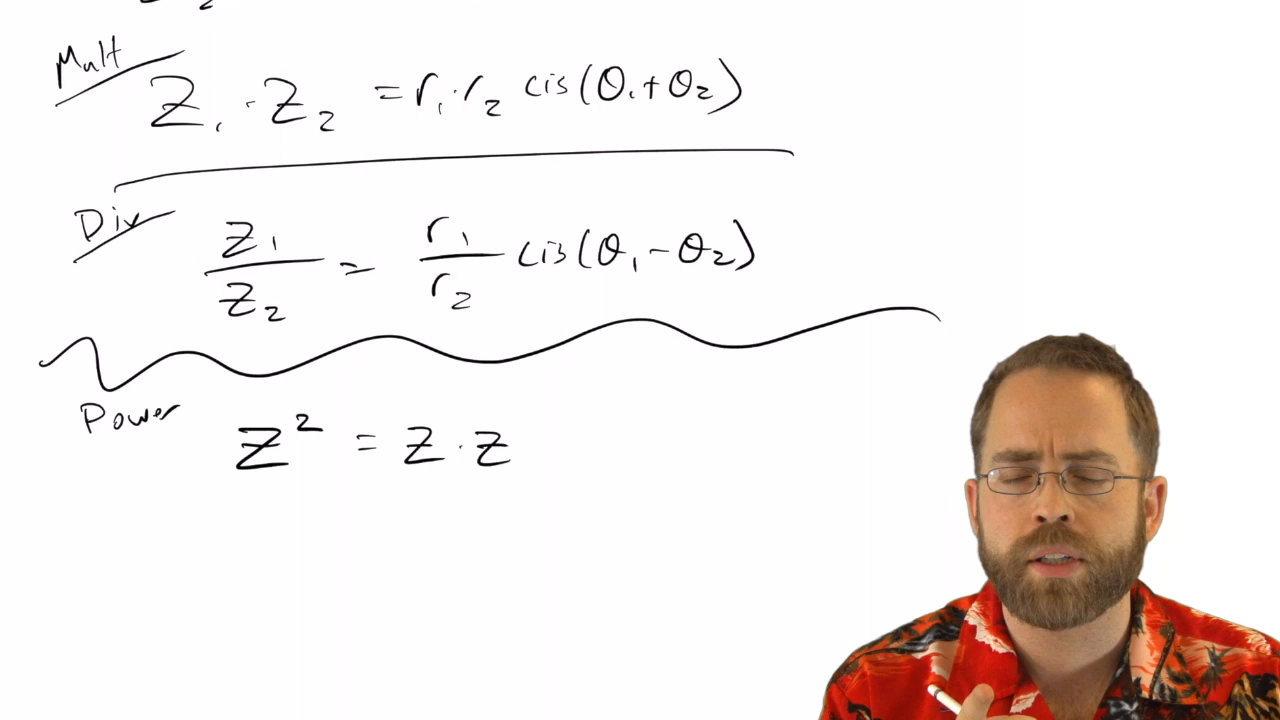 Mult
Z₁ · Z₂ = r₁ · r₂ cis(θ₁ + θ₂)
Div
Z₁/Z₂ = r₁/r₂ cis(θ₁ - θ₂)
Power
Z² = Z · Z